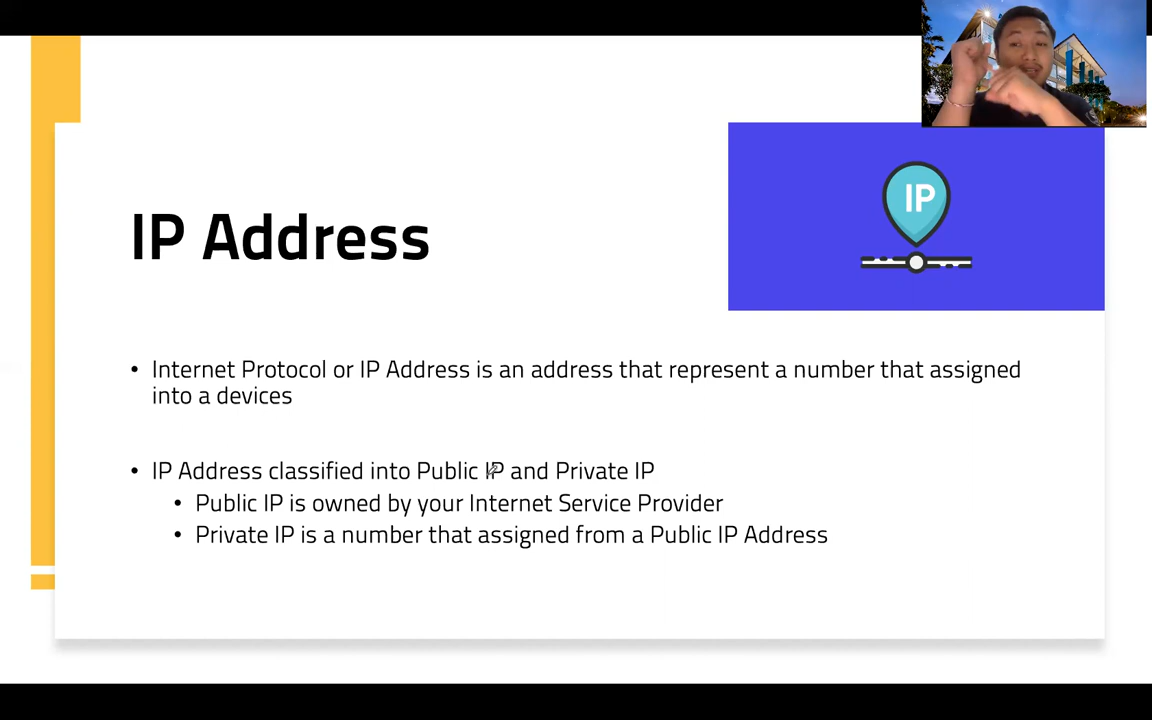 IP
IP Address
• Internet Protocol or IP Address is an address that represent a number that assigned
into a devices
• IP Address classified into Public IP and Private IP
• Public IP is owned by your Internet Service Provider
• Private IP is a number that assigned from a Public IP Address